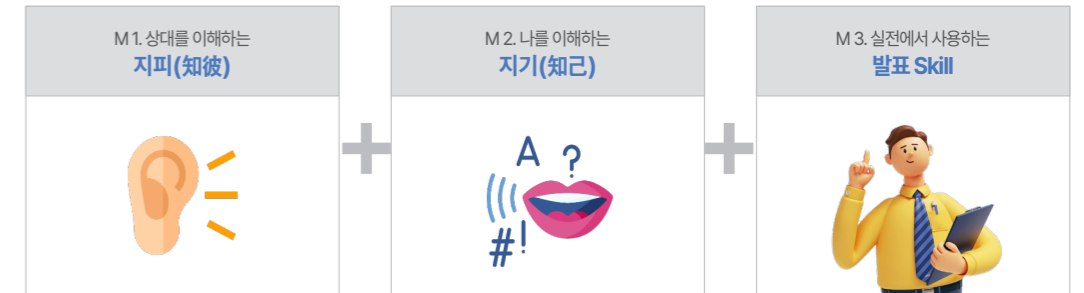 M 1. 상대를 이해하는
지피(知彼)
M 2. 나를 이해하는
지기(知己)
M 3. 실전에서 사용하는
발표 Skill
A ?
#!